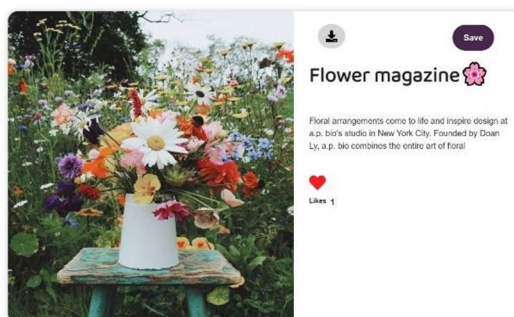 Save
Flower magazine🌸
Floral arrangements come to life and inspire design at
a.p. bio's studio in New York City. Founded by Doan
Ly, a.p. bio combines the entire art of floral
Likes 1